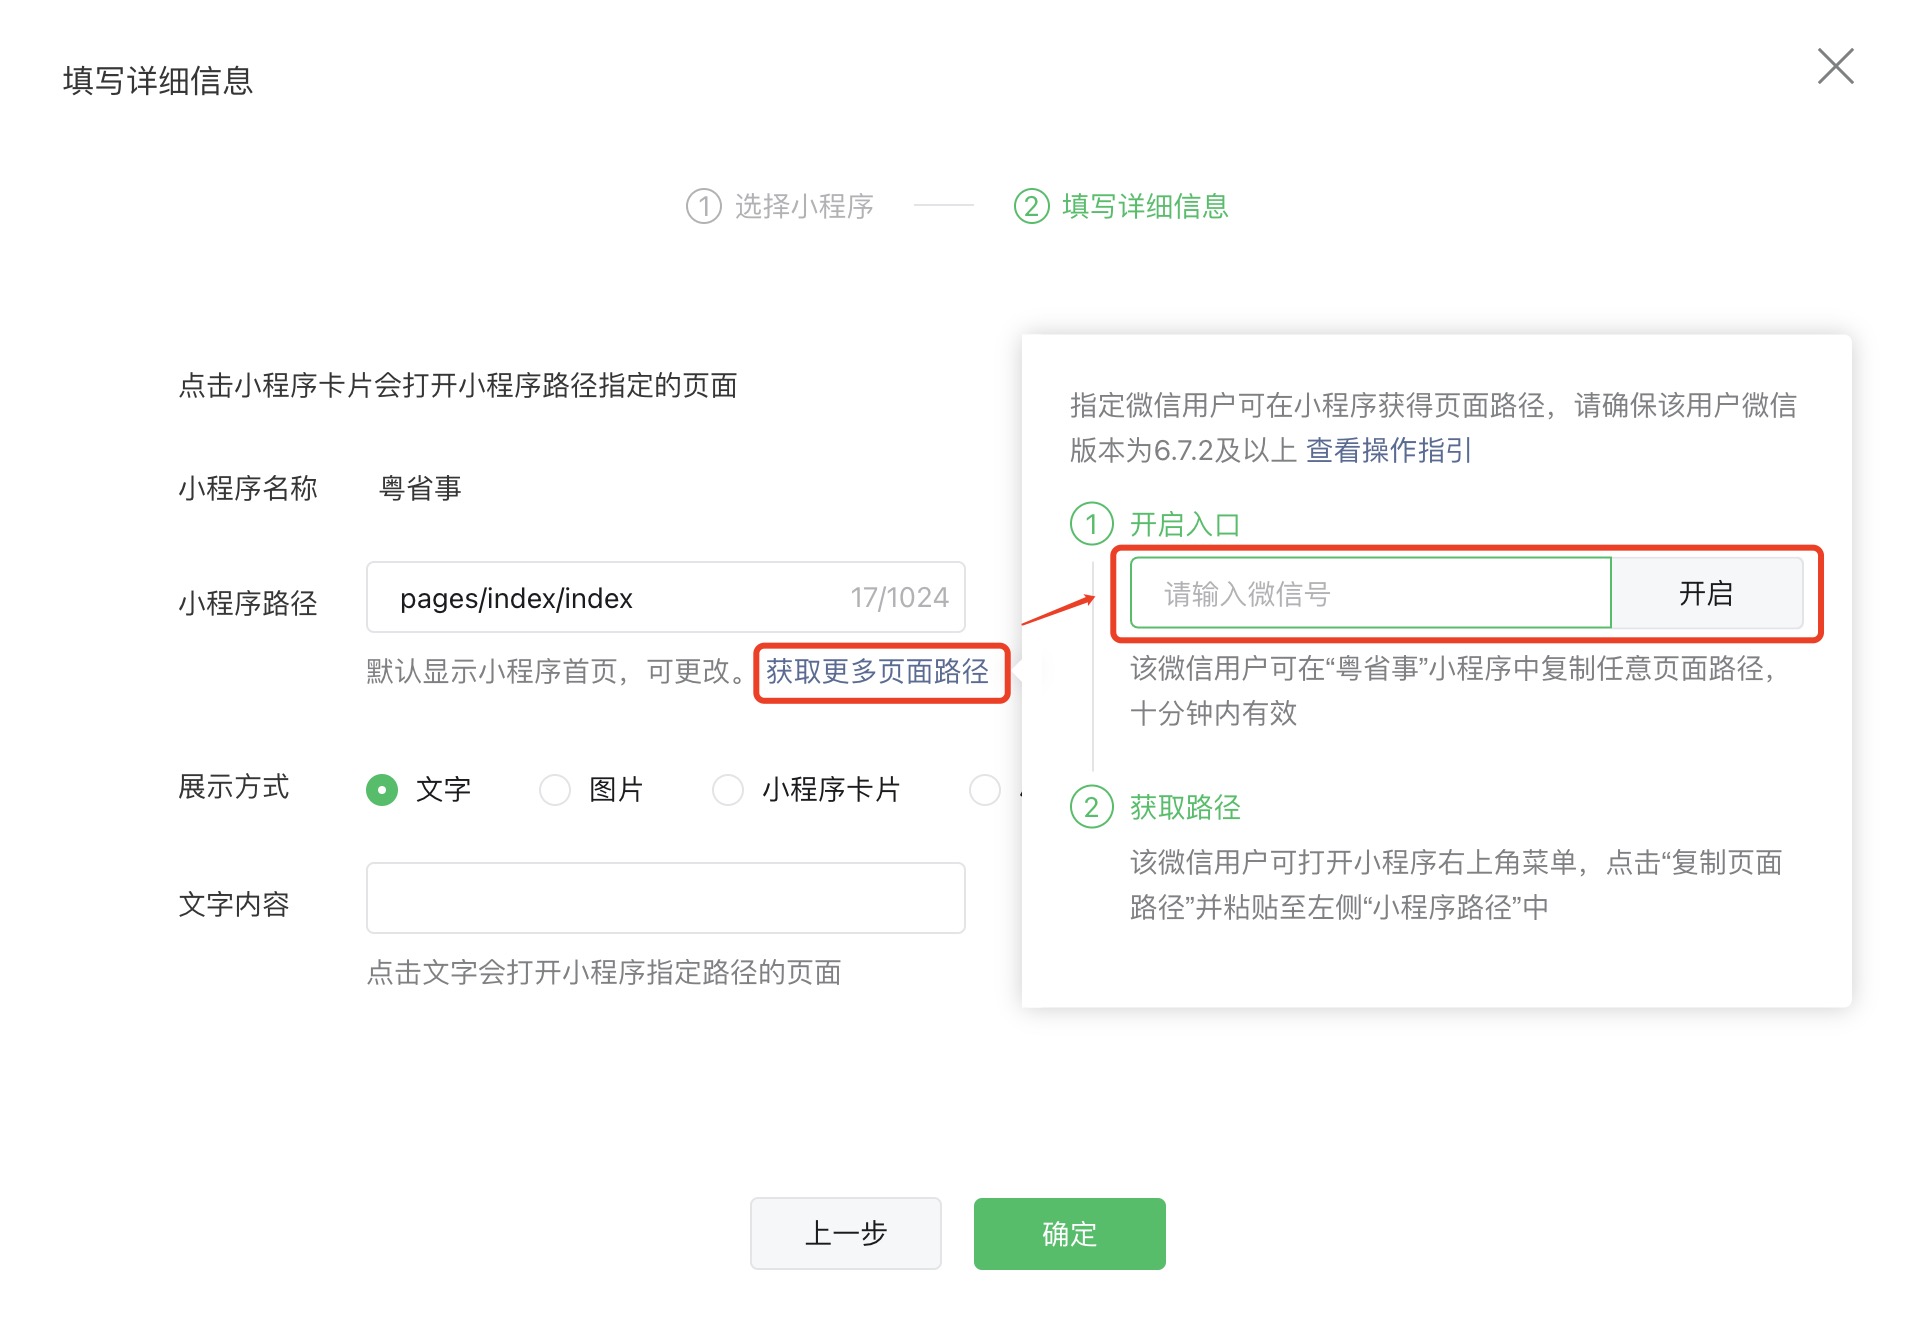 填写详细信息
1 选择小程序
2 填写详细信息
点击小程序卡片会打开小程序路径指定的页面
小程序名称 粤省事
小程序路径 pages/index/index 17/1024
默认显示小程序首页，可更改。获取更多页面路径
展示方式 文字 图片 小程序卡片
文字内容
点击文字会打开小程序指定路径的页面
指定微信用户可在小程序获得页面路径，请确保该用户微信
版本为6.7.2及以上 查看操作指引
1 开启入口
请输入微信号 开启
该微信用户可在“粤省事”小程序中复制任意页面路径，
十分钟内有效
2 获取路径
该微信用户可打开小程序右上角菜单，点击“复制页面
路径”并粘贴至左侧“小程序路径”中
上一步 确定